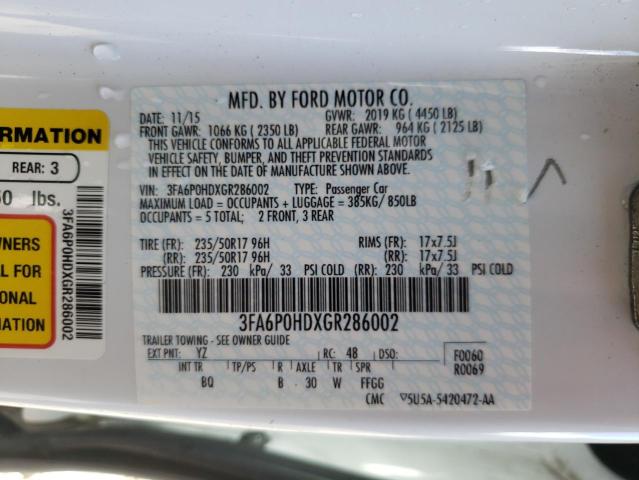 MFD. BY FORD MOTOR CO.
DATE: 11/15 GVWR: 2019 KG ( 4450 LB)
FRONT GAWR: 1066 KG ( 2350 LB) REAR GAWR: 964 KG ( 2125 LB)
THIS VEHICLE CONFORMS TO ALL APPLICABLE FEDERAL MOTOR
VEHICLE SAFETY, BUMPER, AND THEFT PREVENTION STANDARDS
IN EFFECT ON THE DATE OF MANUFACTURE SHOWN ABOVE.
VIN: 3FA6P0HDXGR286002 TYPE: Passenger Car
MAXIMUM LOAD = OCCUPANTS + LUGGAGE = 385KG/ 850LB
OCCUPANTS = 5 TOTAL; 2 FRONT, 3 REAR
TIRE (FR): 235/50R17 96H RIMS (FR): 17x7.5J
(RR): 235/50R17 96H (RR): 17x7.5J
PRESSURE (FR): 230 kPa/ 33 PSI COLD (RR): 230 kPa/ 33 PSI COLD
3FA6P0HDXGR286002
TRAILER TOWING - SEE OWNER GUIDE
EXT PNT: YZ RC: 48 DSO: F0060
INT TR TP/PS R AXLE TR SPR R0069
BQ B 30 W FFGG
CMC ▽5U5A-5420472-AA
ORMATION
REAR: 3
50 lbs.
WNERS
L FOR
ONAL
MATION
3FA6P0HDXGR286002